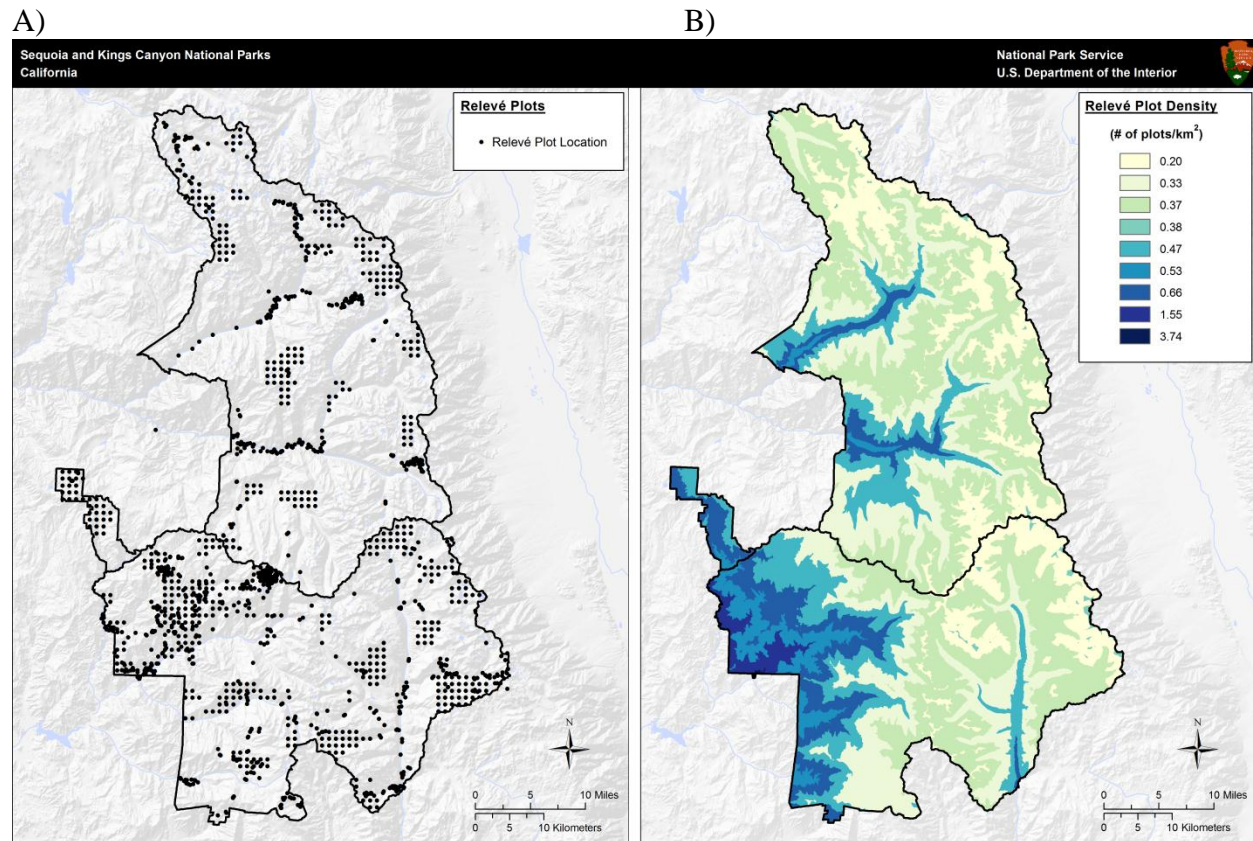 A)
B)
Sequoia and Kings Canyon National Parks
California
National Park Service
U.S. Department of the Interior
Relevé Plots
Relevé Plot Location
N
0 5 10 Miles
0 5 10 Kilometers
Relevé Plot Density
(# of plots/km²)
0.20
0.33
0.37
0.38
0.47
0.53
0.66
1.55
3.74
N
0 5 10 Miles
0 5 10 Kilometers